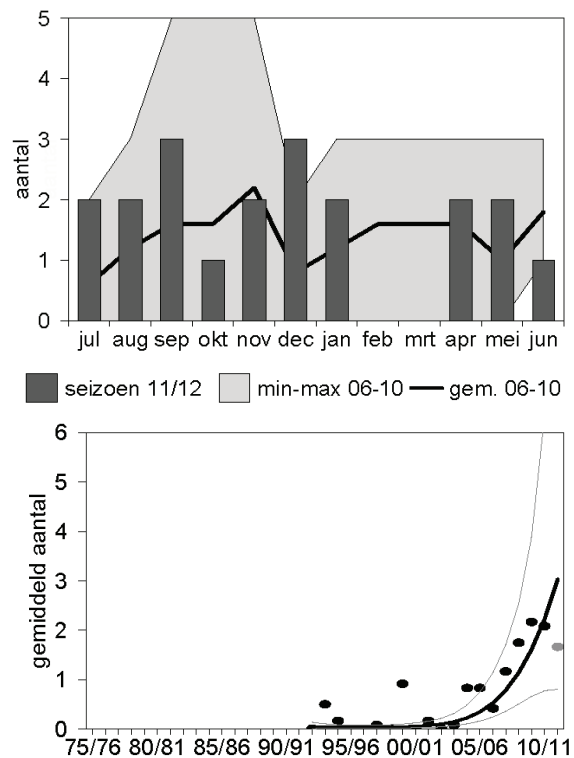 5
4
3
2
1
0
aantal
jul aug sep okt nov dec jan feb mrt apr mei jun
seizoen 11/12 min-max 06-10 gem. 06-10
6
5
4
3
2
1
0
gemiddeld aantal
75/76 80/81 85/86 90/91 95/96 00/01 05/06 10/11